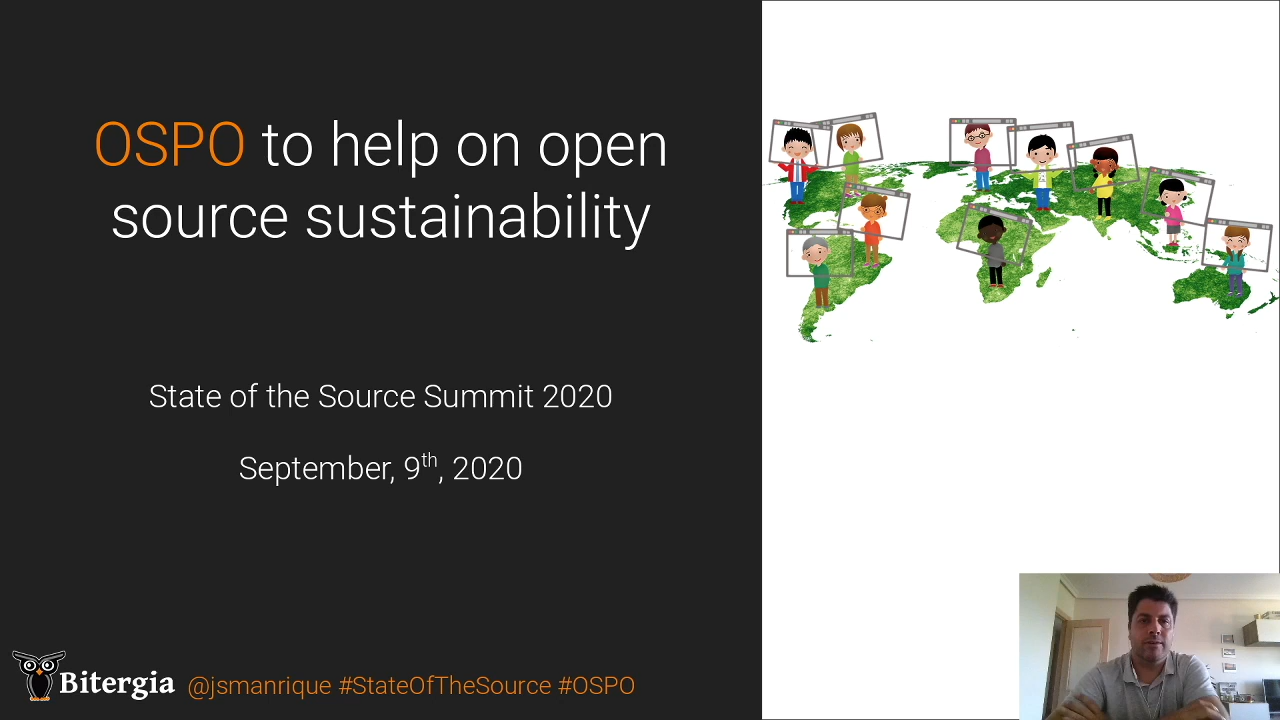 OSPO to help on open
source sustainability
State of the Source Summit 2020
September, 9th, 2020
Bitergia @jsmanrique #StateOfTheSource #OSPO